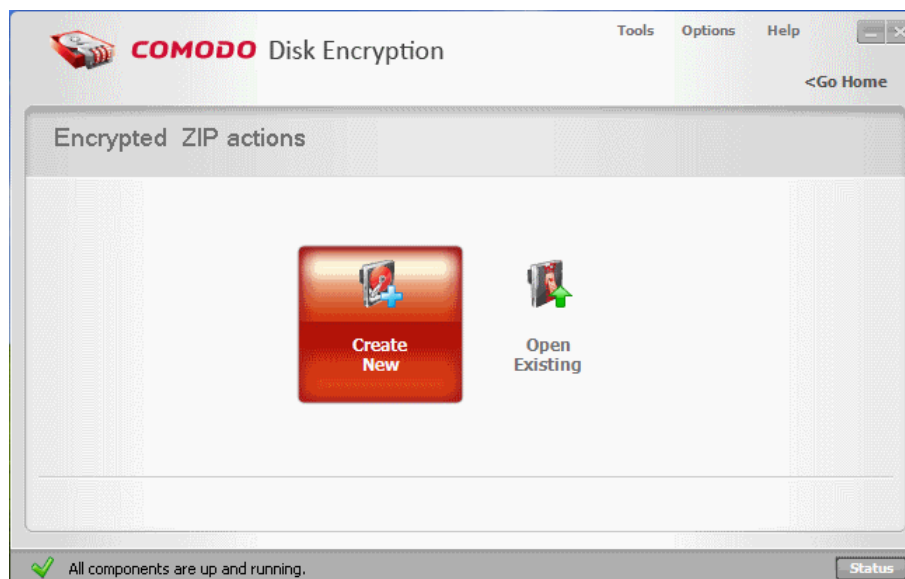 COMODO Disk Encryption
Tools Options Help
<Go Home
Encrypted ZIP actions
Create
New
Open
Existing
All components are up and running.
Status